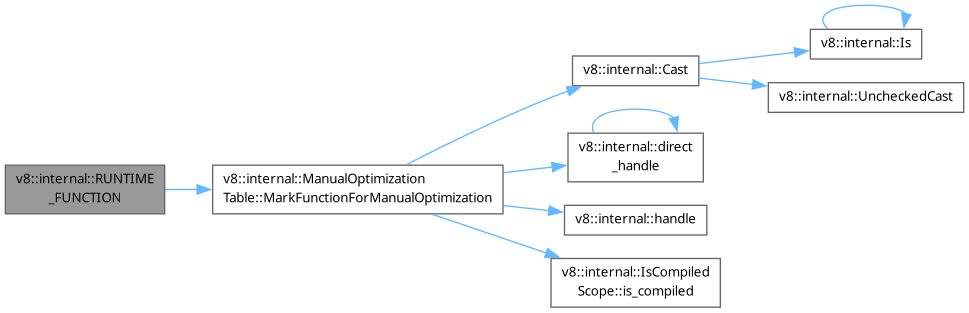 v8::internal::RUNTIME
_FUNCTION
v8::internal::ManualOptimization
Table::MarkFunctionForManualOptimization
v8::internal::Cast
v8::internal::Is
v8::internal::UncheckedCast
v8::internal::direct
_handle
v8::internal::handle
v8::internal::IsCompiled
Scope::is_compiled